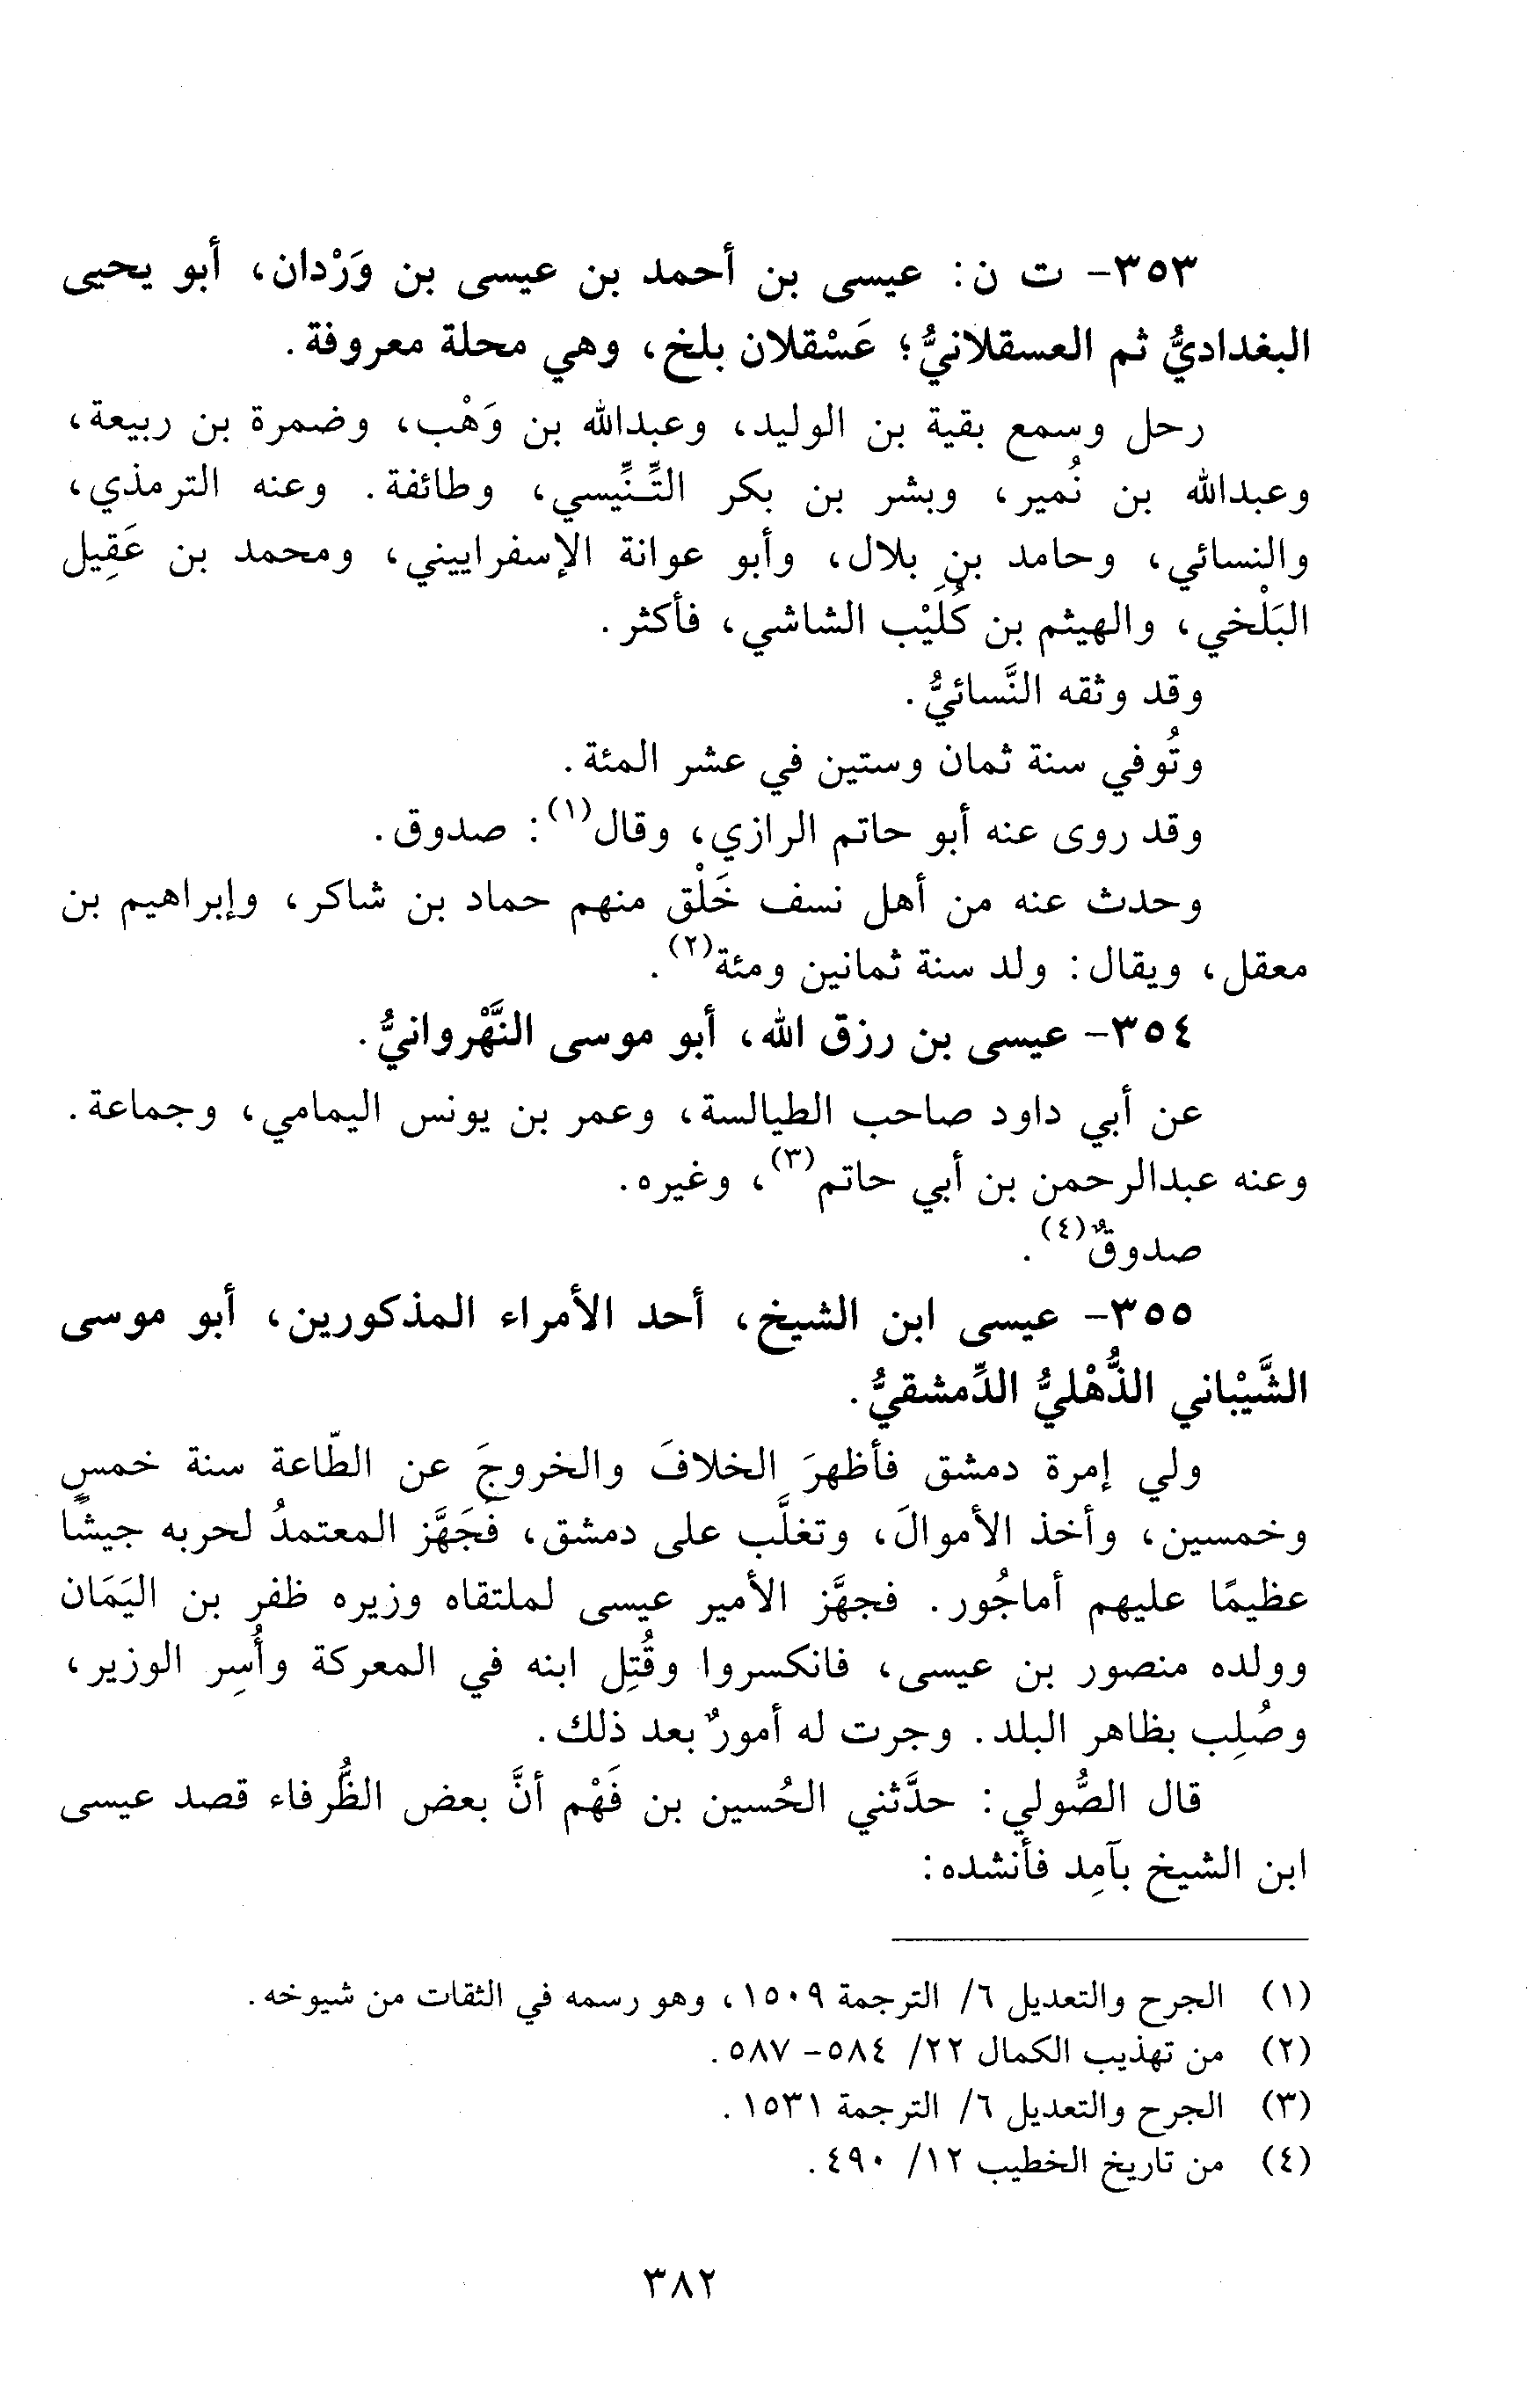 ٣٥٣- ت ن: عيسى بن أحمد بن عيسى بن وَرْدان، أبو يحيى
البغداديُّ ثم العسقلانيُّ؛ عَسْقلان بلخ، وهي محلة معروفة.
رحل وسمع بقية بن الوليد، وعبدالله بن وَهْب، وضمرة بن ربيعة،
وعبدالله بن نُمير، وبشر بن بكر التِّنِّيسي، وطائفة. وعنه الترمذي،
والنسائي، وحامد بن بلال، وأبو عوانة الإسفراييني، ومحمد بن عَقِيل
البَلْخي، والهيثم بن كُلَيْب الشاشي، فأكثر.
وقد وثقه النَّسائيُّ.
وتُوفي سنة ثمان وستين في عشر المئة.
وقد روى عنه أبو حاتم الرازي، وقال(١): صدوق.
وحدث عنه من أهل نسف خَلْق منهم حماد بن شاكر، وإبراهيم بن
معقل، ويقال: ولد سنة ثمانين ومئة(٢).
٣٥٤- عيسى بن رزق الله، أبو موسى النَّهْروانيُّ.
عن أبي داود صاحب الطيالسة، وعمر بن يونس اليمامي، وجماعة.
وعنه عبدالرحمن بن أبي حاتم(٣)، وغيره.
صدوقٌ(٤).
٣٥٥- عيسى ابن الشيخ، أحد الأمراء المذكورين، أبو موسى
الشَّيْباني الذُّهْليُّ الدِّمشقيُّ.
ولي إمرة دمشق فأظهرَ الخلافَ والخروجَ عن الطّاعة سنة خمسٍ
وخمسين، وأخذ الأموالَ، وتغلَّب على دمشق، فَجَهَّز المعتمدُ لحربه جيشًا
عظيمًا عليهم أماجُور. فجهَّز الأمير عيسى لملتقاه وزيره ظفر بن اليَمَان
وولده منصور بن عيسى، فانكسروا وقُتِل ابنه في المعركة وأُسِر الوزير،
وصُلِب بظاهر البلد. وجرت له أمورٌ بعد ذلك.
قال الصُّولي: حدَّثني الحُسين بن فَهْم أنَّ بعض الظُّرفاء قصد عيسى
ابن الشيخ بآمِد فأنشده:
(١) الجرح والتعديل ٦/ الترجمة ١٥٠٩، وهو رسمه في الثقات من شيوخه.
(٢) من تهذيب الكمال ٢٢/ ٥٨٤- ٥٨٧.
(٣) الجرح والتعديل ٦/ الترجمة ١٥٣١.
(٤) من تاريخ الخطيب ١٢/ ٤٩٠.
٣٨٢